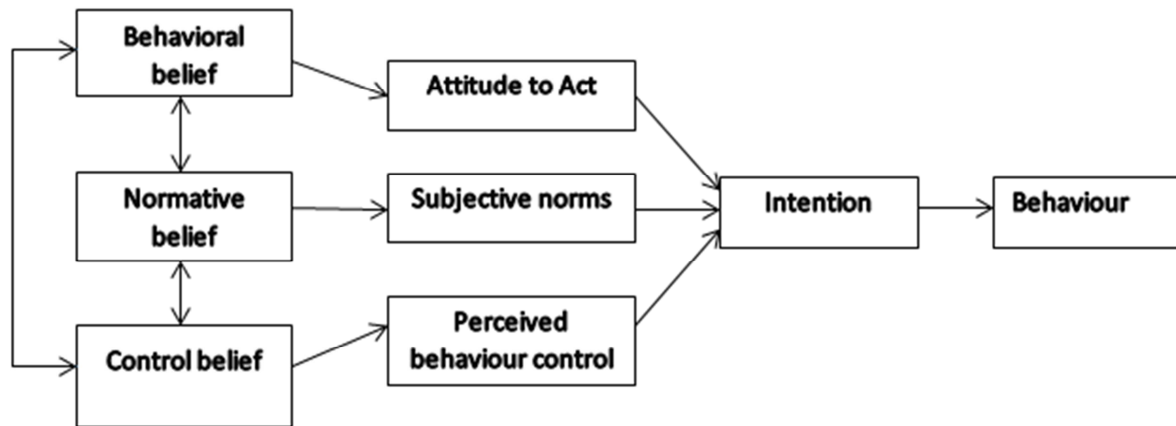 Behavioral
belief
Attitude to Act
Normative
belief
Subjective norms
Intention
Behaviour
Control belief
Perceived
behaviour control